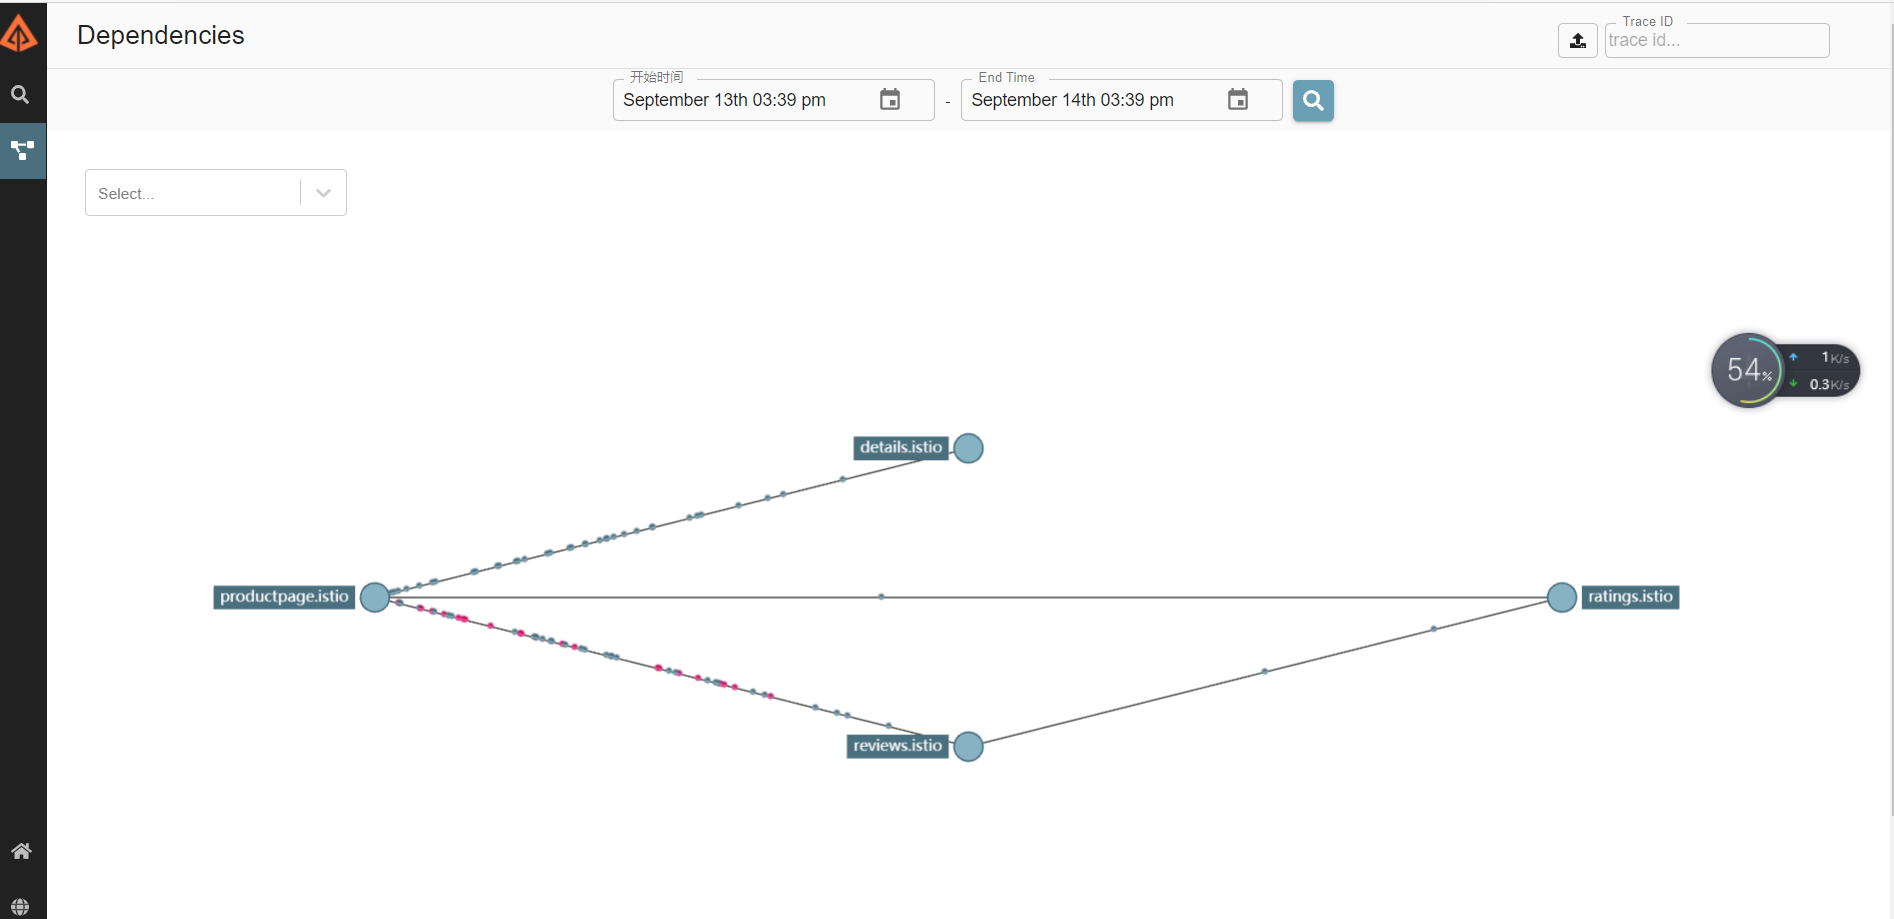 Dependencies
Trace ID
trace id...
开始时间
September 13th 03:39 pm
-
End Time
September 14th 03:39 pm
Select...
54%
1K/s
0.3K/s
details.istio
productpage.istio
ratings.istio
reviews.istio